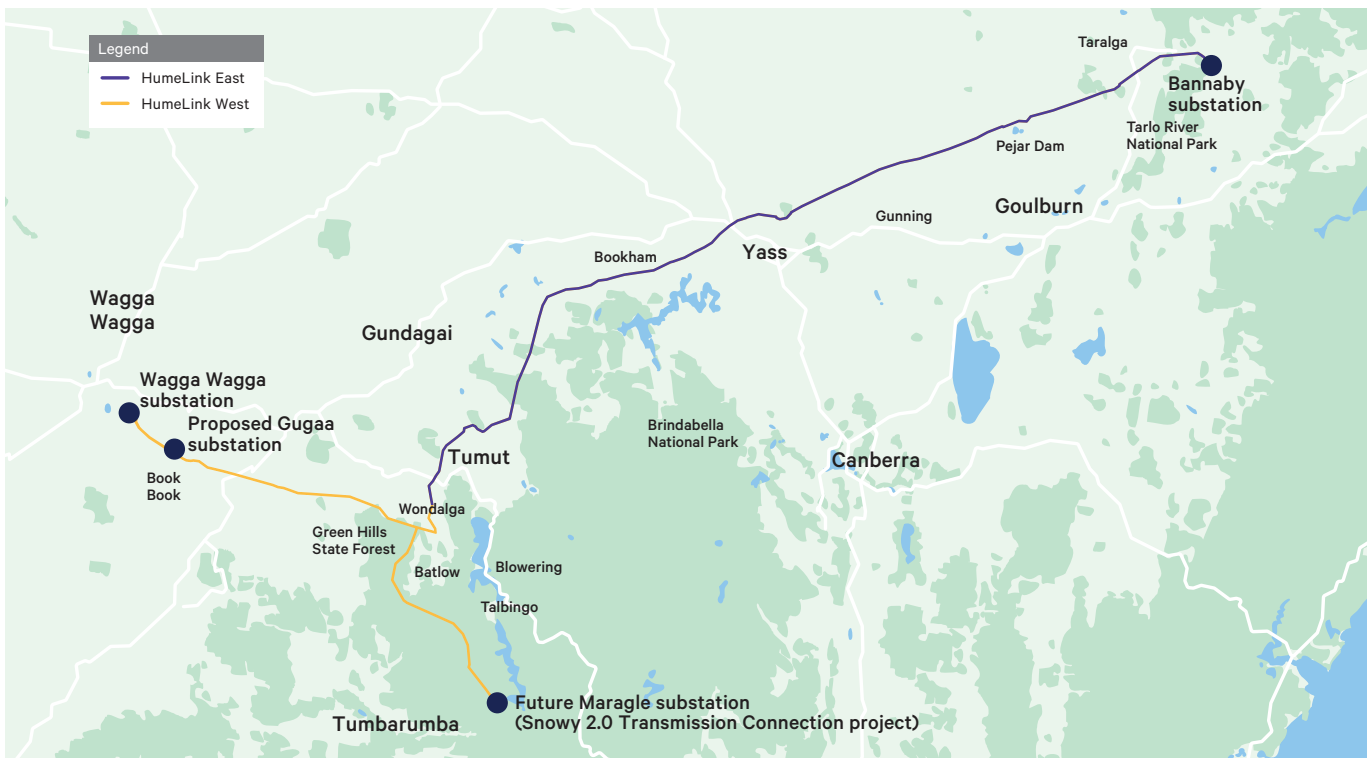 Legend
HumeLink East
HumeLink West
Taralga
Bannaby
substation
Tarlo River
National Park
Pejar Dam
Goulburn
Gunning
Yass
Bookham
Wagga
Wagga
Gundagai
Wagga Wagga
substation
Proposed Gugaa
substation
Brindabella
National Park
Tumut
Canberra
Book
Book
Wondalga
Green Hills
State Forest
Batlow
Blowering
Talbingo
Future Maragle substation
(Snowy 2.0 Transmission Connection project)
Tumbarumba